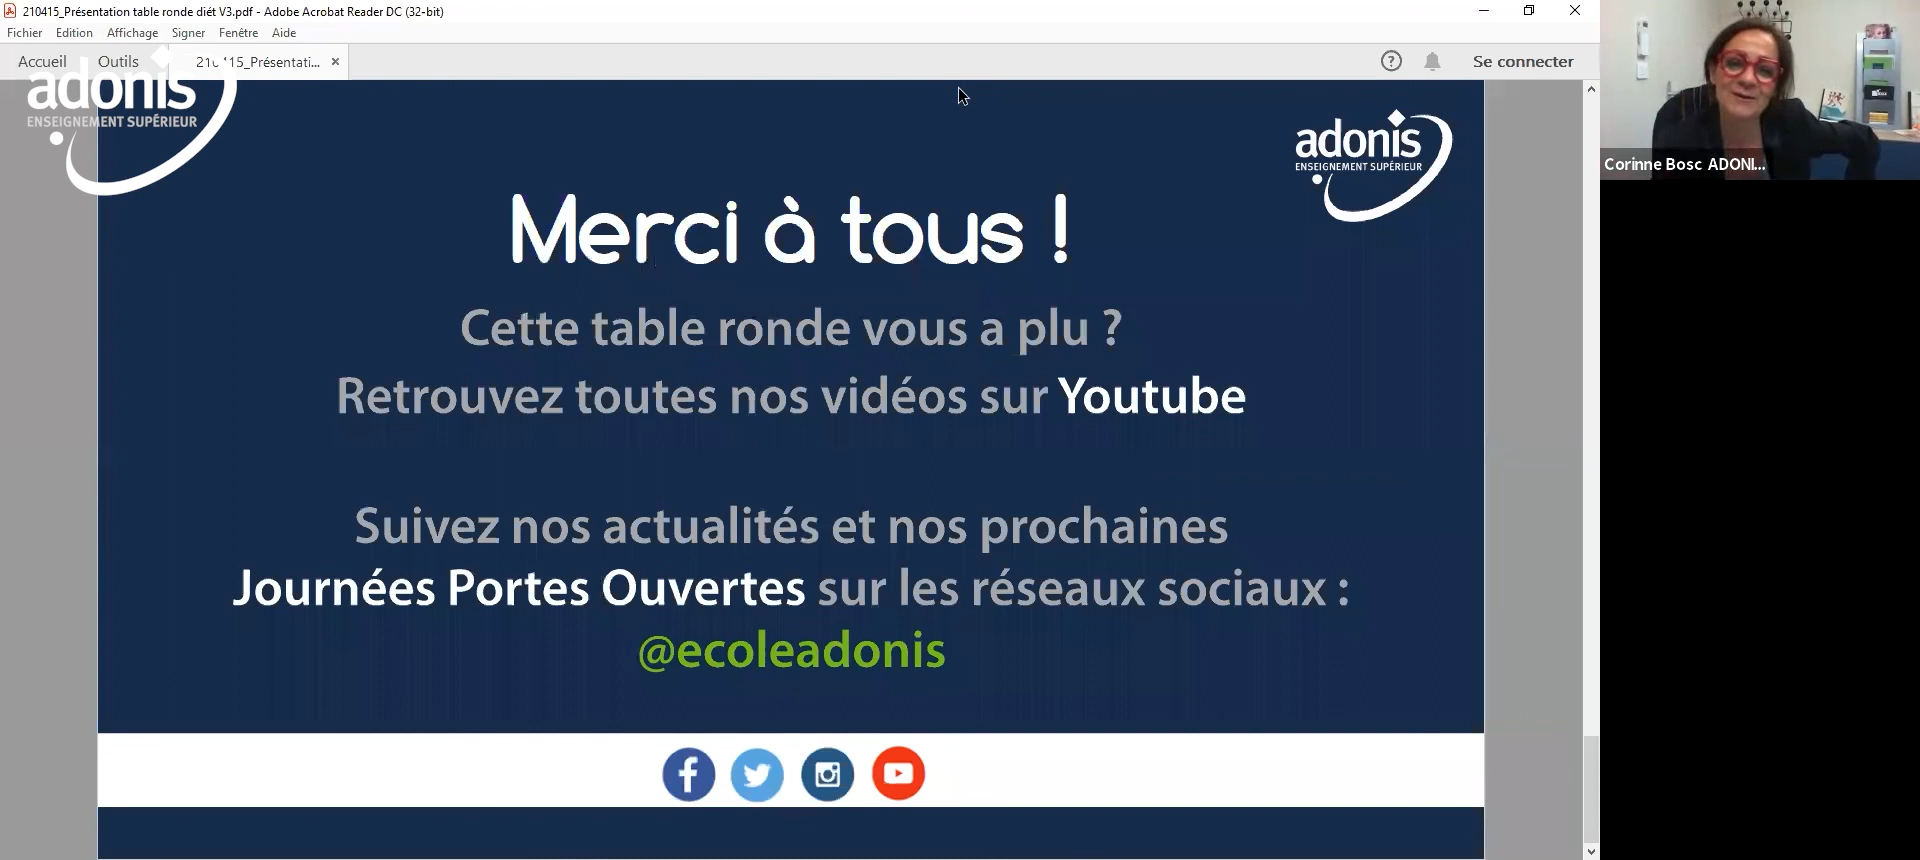 210415_Présentation table ronde diét V3.pdf - Adobe Acrobat Reader DC (32-bit)
Fichier Edition Affichage Signer Fenêtre Aide
Accueil Outils 210415_Présentati... × ? Se connecter
adonis
ENSEIGNEMENT SUPÉRIEUR
adonis
ENSEIGNEMENT SUPÉRIEUR
Corinne Bosc ADONI...
Merci à tous !
Cette table ronde vous a plu ?
Retrouvez toutes nos vidéos sur Youtube
Suivez nos actualités et nos prochaines
Journées Portes Ouvertes sur les réseaux sociaux :
@ecoleadonis